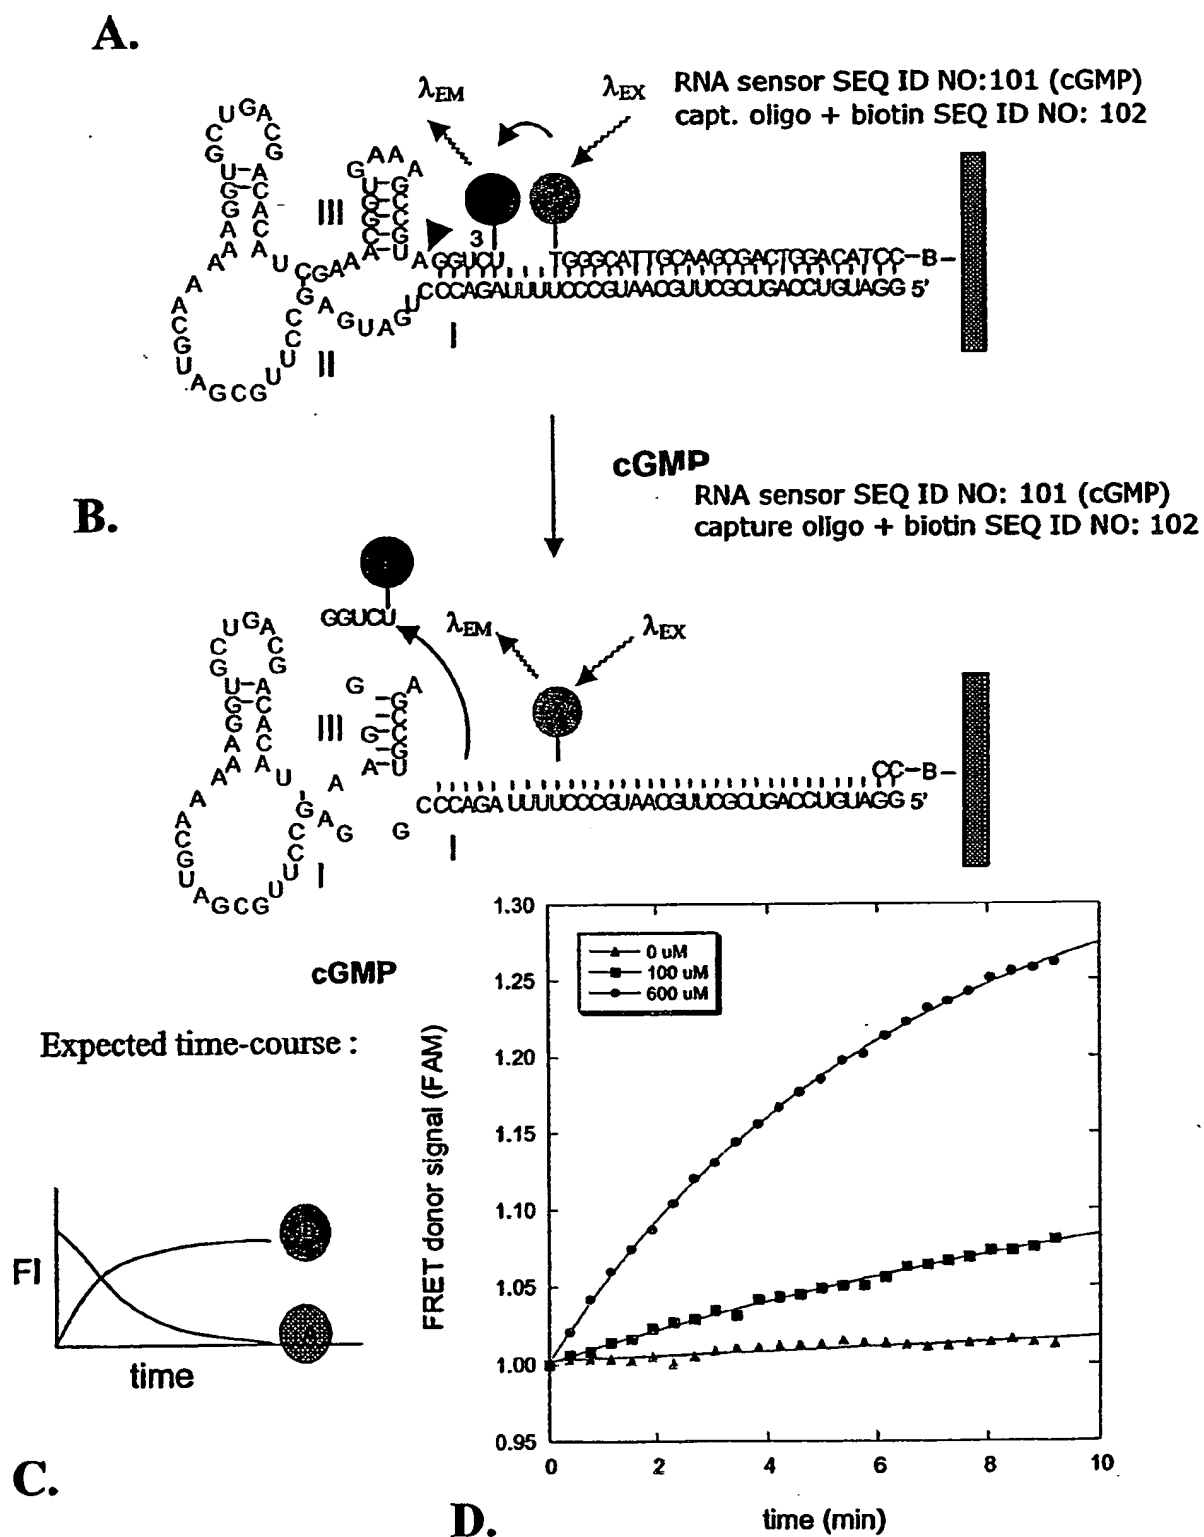 A.
λEM
λEX
RNA sensor SEQ ID NO:101 (cGMP)
capt. oligo + biotin SEQ ID NO: 102
III
3
AGGUCU
TGGGCATTGCAAGCGACTGGACATCC-B-
CCCAGAUUUUCCCGUAACGUUCGCUGACCUGUAGG 5'
I
II
cGMP
RNA sensor SEQ ID NO: 101 (cGMP)
capture oligo + biotin SEQ ID NO: 102
B.
GGUCU
λEM
λEX
III
CC-B-
CCCAGA UUUUCCCGUAACGUUCGCUGACCUGUAGG 5'
I
I
cGMP
Expected time-course :
FI
D
A
time
C.
FRET donor signal (FAM)
1.30
1.25
1.20
1.15
1.10
1.05
1.00
0.95
0 uM
100 uM
600 uM
0 2 4 6 8 10
time (min)
D.